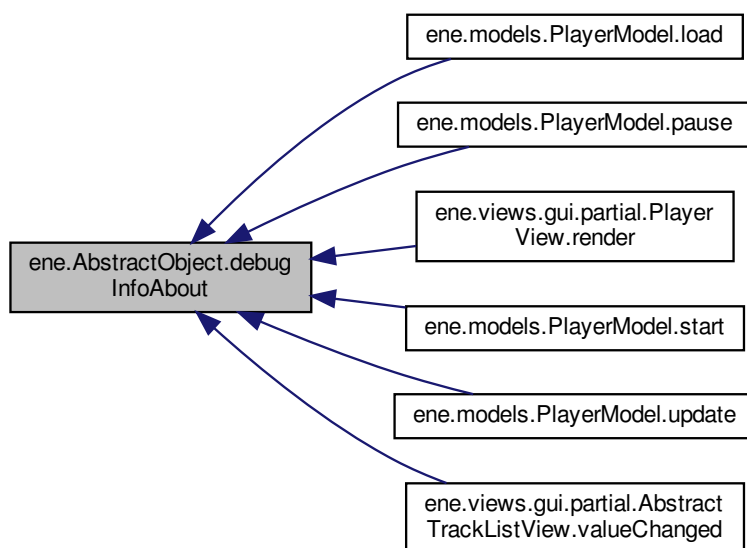 ene.models.PlayerModel.load
ene.models.PlayerModel.pause
ene.views.gui.partial.Player
View.render
ene.AbstractObject.debug
InfoAbout
ene.models.PlayerModel.start
ene.models.PlayerModel.update
ene.views.gui.partial.Abstract
TrackListView.valueChanged